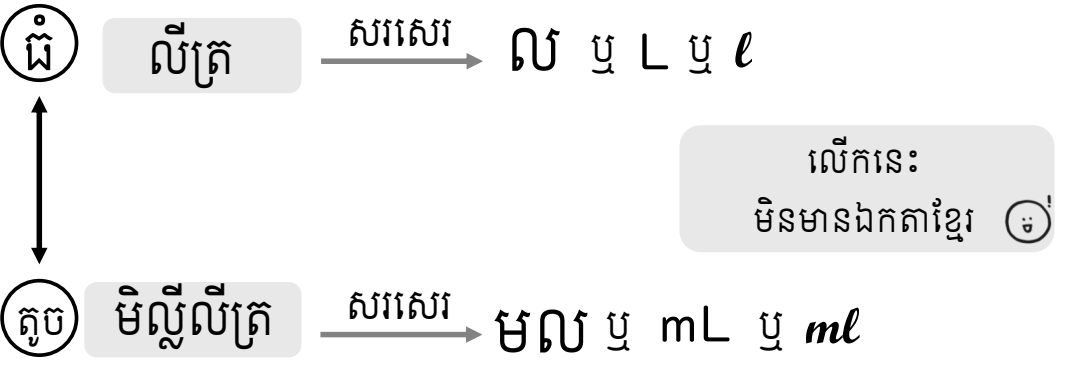 ធំ លីត្រ សរសេរ ល ឬ L ឬ ℓ
លើកនេះ
មិនមានឯកតាខ្មែរ
តូច មិល្លីលីត្រ សរសេរ មល ឬ mL ឬ mℓ